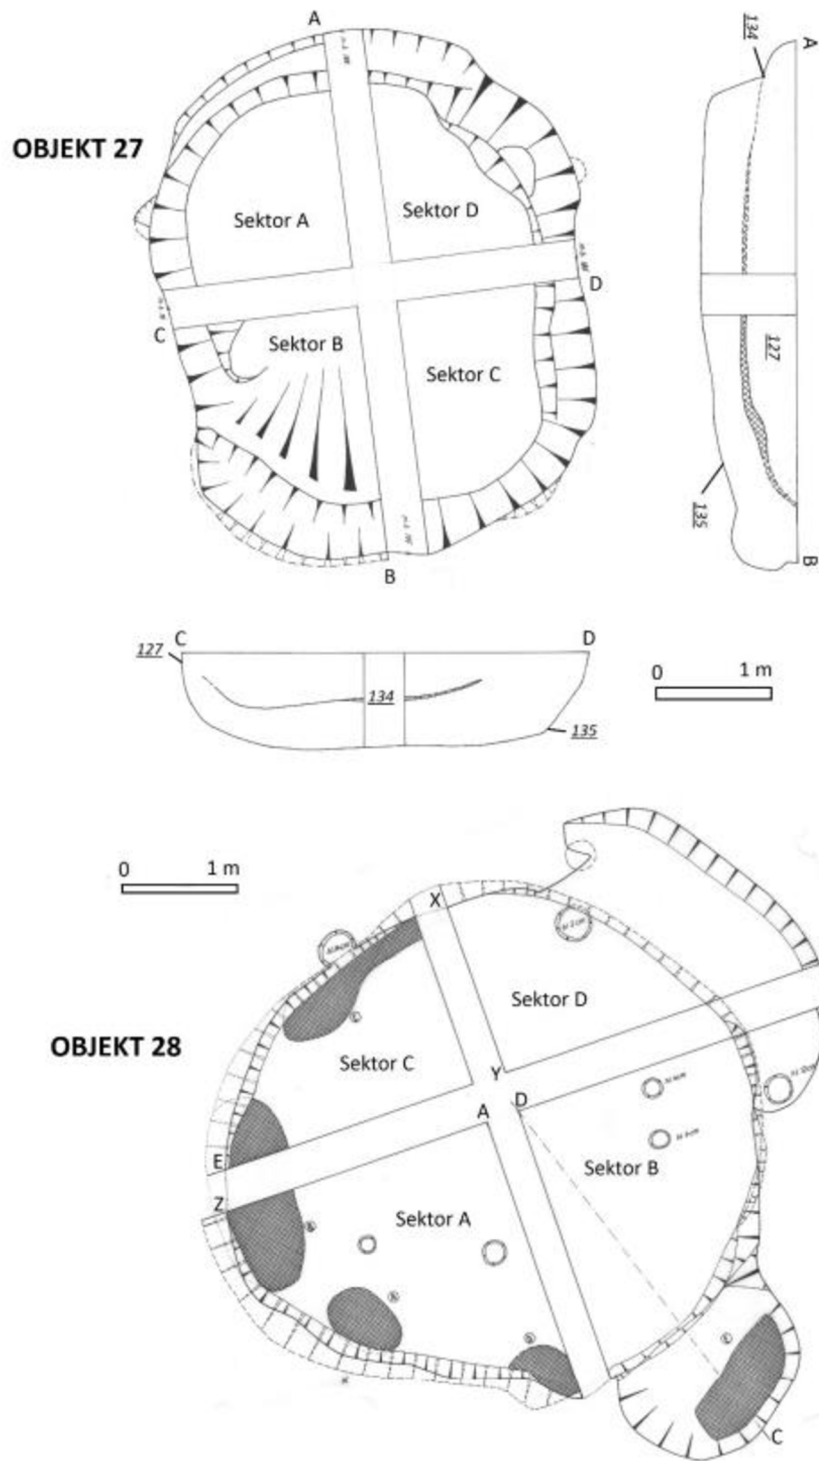 A
OBJEKT 27
Sektor A
Sektor D
C
D
Sektor B
Sektor C
B
134
A
127
135
B
C
D
127
134
135
0 1 m
0 1 m
X
OBJEKT 28
Sektor D
Sektor C
Y
A
D
E
Sektor B
Z
Sektor A
C